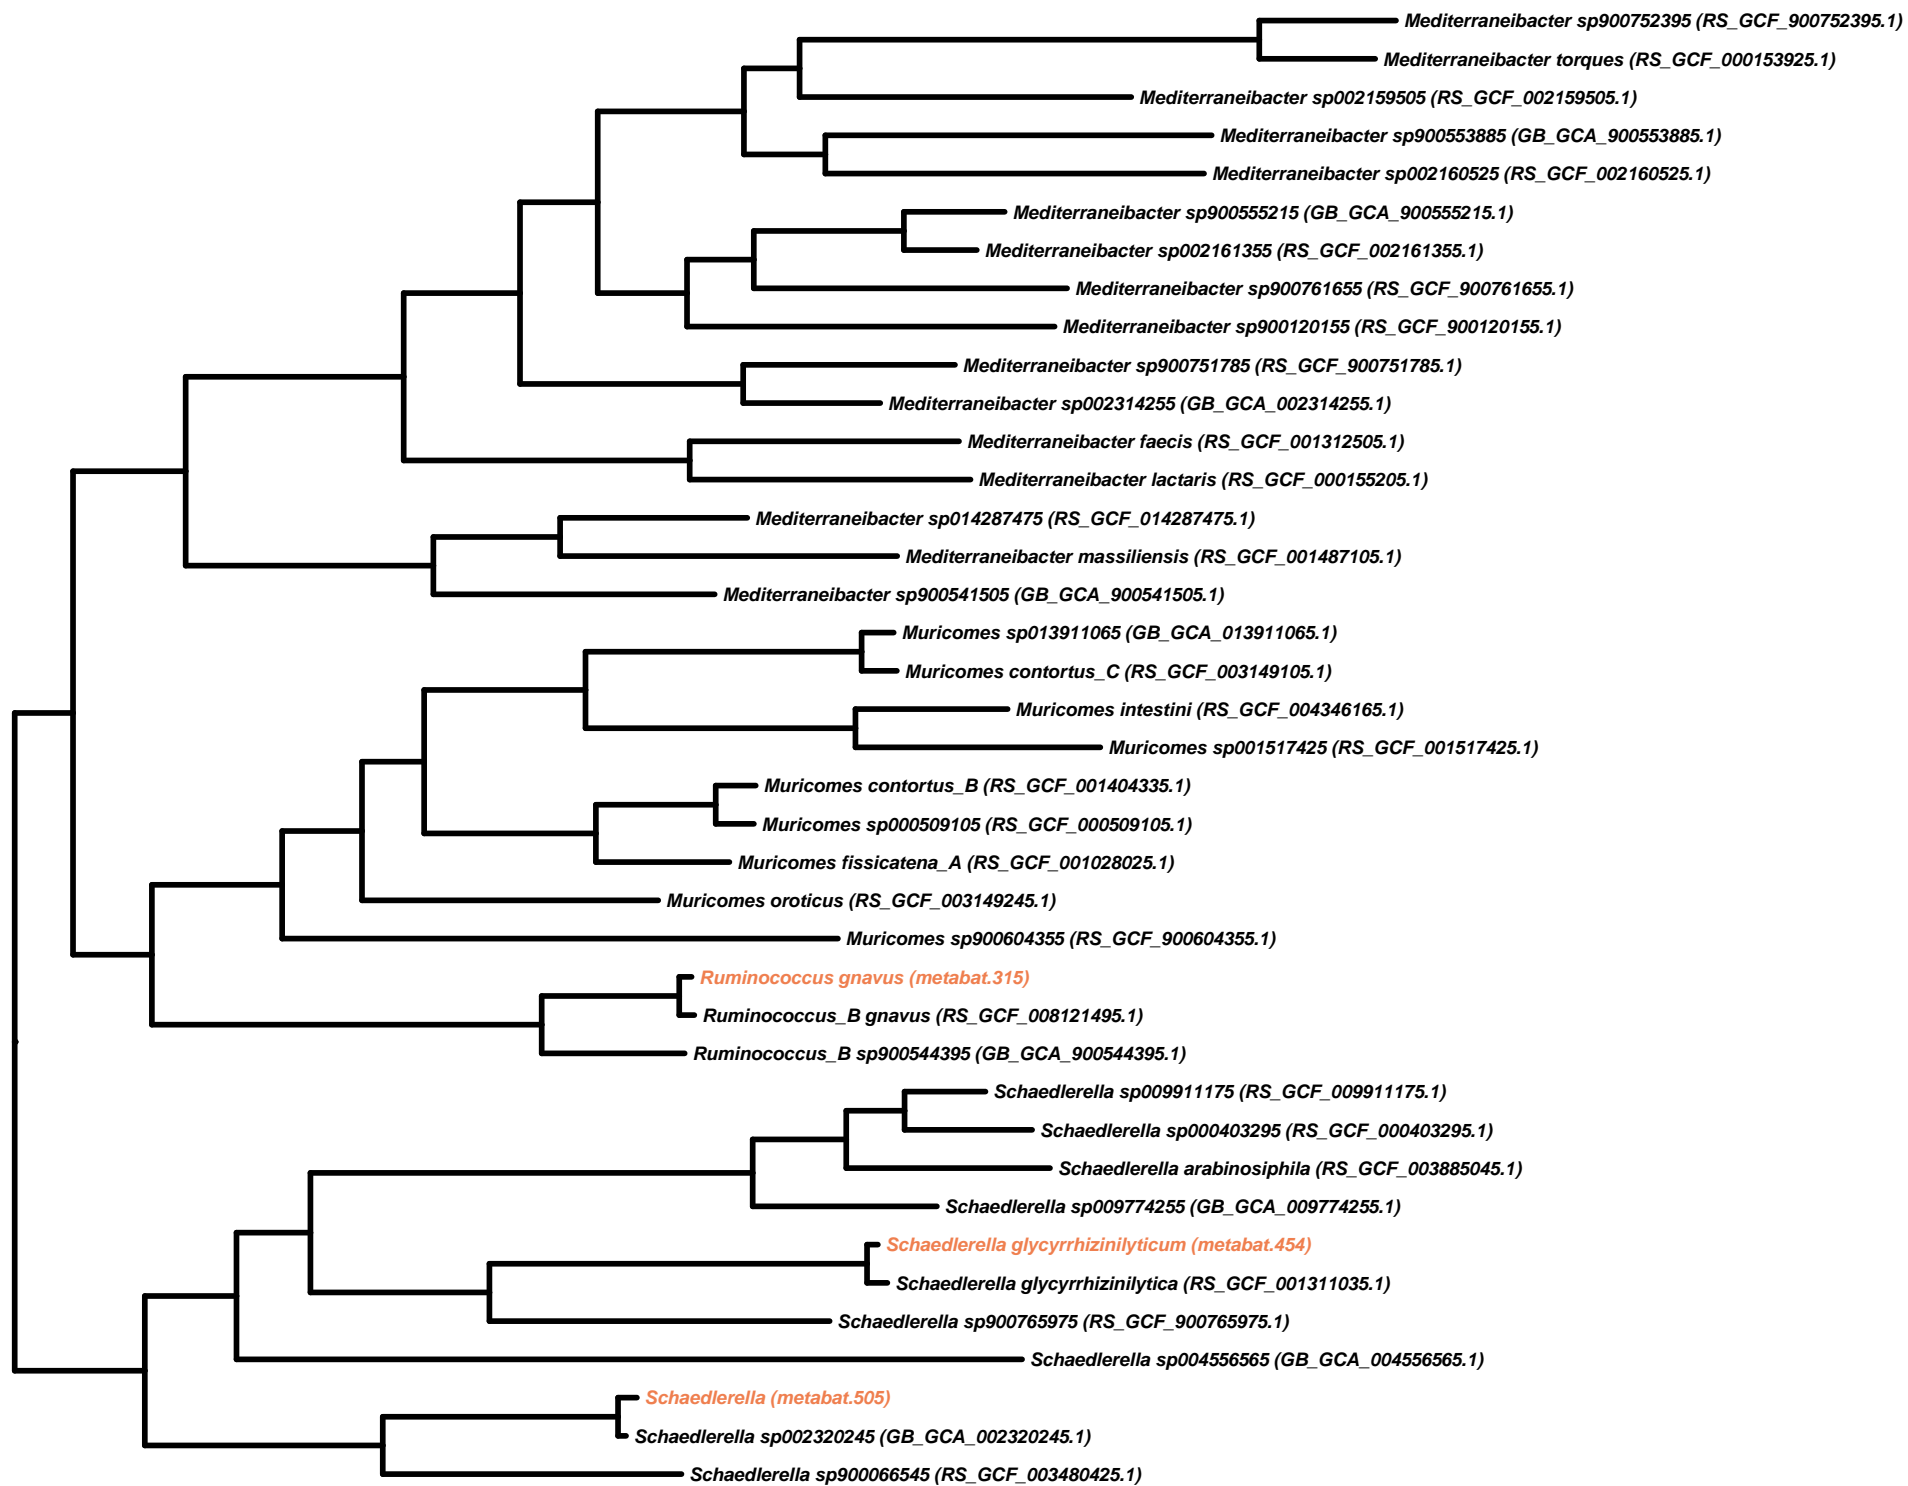 Mediterraneibacter sp900752395 (RS_GCF_900752395.1)
Mediterraneibacter torques (RS_GCF_000153925.1)
Mediterraneibacter sp002159505 (RS_GCF_002159505.1)
Mediterraneibacter sp900553885 (GB_GCA_900553885.1)
Mediterraneibacter sp002160525 (RS_GCF_002160525.1)
Mediterraneibacter sp900555215 (GB_GCA_900555215.1)
Mediterraneibacter sp002161355 (RS_GCF_002161355.1)
Mediterraneibacter sp900761655 (RS_GCF_900761655.1)
Mediterraneibacter sp900120155 (RS_GCF_900120155.1)
Mediterraneibacter sp900751785 (RS_GCF_900751785.1)
Mediterraneibacter sp002314255 (GB_GCA_002314255.1)
Mediterraneibacter faecis (RS_GCF_001312505.1)
Mediterraneibacter lactaris (RS_GCF_000155205.1)
Mediterraneibacter sp014287475 (RS_GCF_014287475.1)
Mediterraneibacter massiliensis (RS_GCF_001487105.1)
Mediterraneibacter sp900541505 (GB_GCA_900541505.1)
Muricomes sp013911065 (GB_GCA_013911065.1)
Muricomes contortus_C (RS_GCF_003149105.1)
Muricomes intestini (RS_GCF_004346165.1)
Muricomes sp001517425 (RS_GCF_001517425.1)
Muricomes contortus_B (RS_GCF_001404335.1)
Muricomes sp000509105 (RS_GCF_000509105.1)
Muricomes fissicatena_A (RS_GCF_001028025.1)
Muricomes oroticus (RS_GCF_003149245.1)
Muricomes sp900604355 (RS_GCF_900604355.1)
Ruminococcus gnavus (metabat.315)
Ruminococcus_B gnavus (RS_GCF_008121495.1)
Ruminococcus_B sp900544395 (GB_GCA_900544395.1)
Schaedlerella sp009911175 (RS_GCF_009911175.1)
Schaedlerella sp000403295 (RS_GCF_000403295.1)
Schaedlerella arabinosiphila (RS_GCF_003885045.1)
Schaedlerella sp009774255 (GB_GCA_009774255.1)
Schaedlerella glycyrrhizinilyticum (metabat.454)
Schaedlerella glycyrrhizinilytica (RS_GCF_001311035.1)
Schaedlerella sp900765975 (RS_GCF_900765975.1)
Schaedlerella sp004556565 (GB_GCA_004556565.1)
Schaedlerella (metabat.505)
Schaedlerella sp002320245 (GB_GCA_002320245.1)
Schaedlerella sp900066545 (RS_GCF_003480425.1)